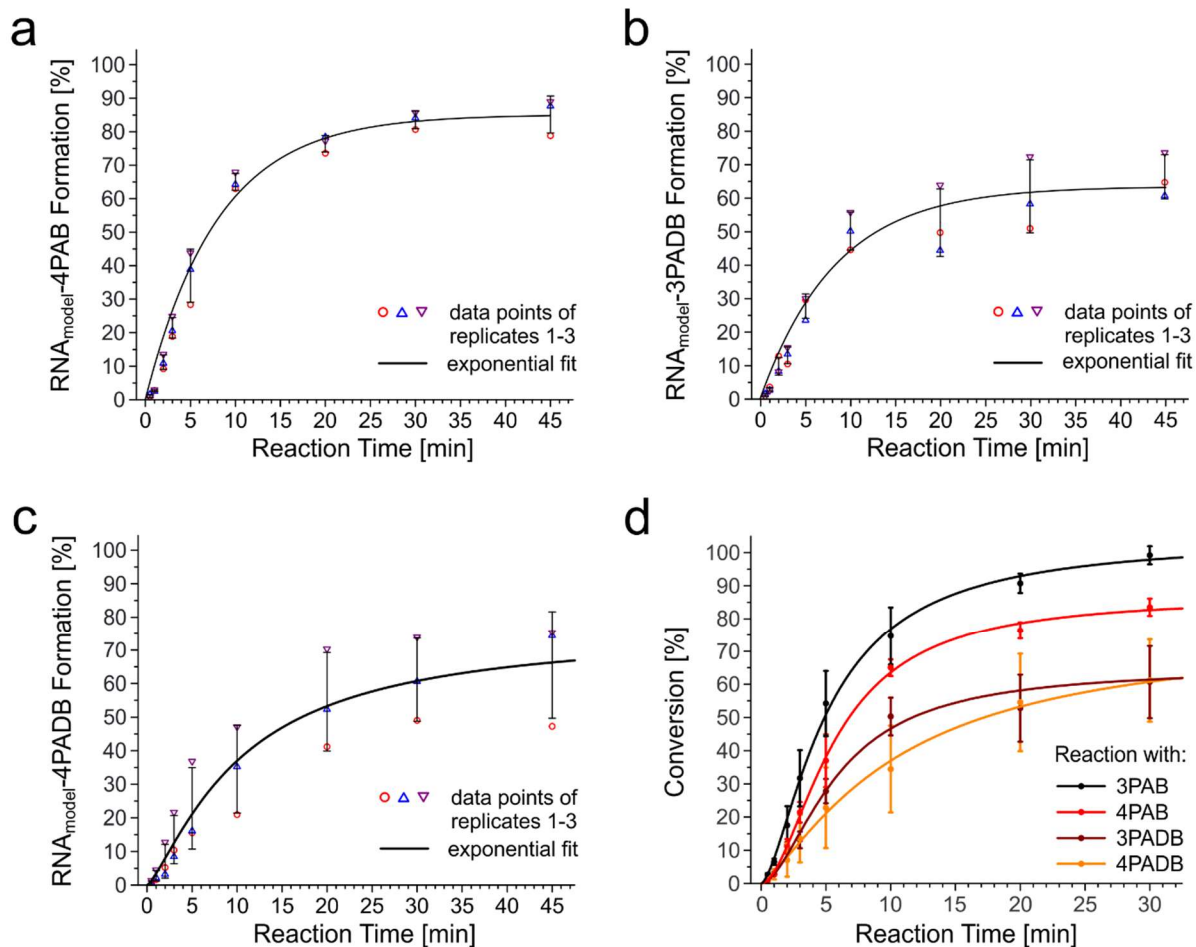 a
RNAmodel-4PAB Formation [%]
100
90
80
70
60
50
40
30
20
10
0
data points of
replicates 1-3
exponential fit
0 5 10 15 20 25 30 35 40 45
Reaction Time [min]
b
RNAmodel-3PADB Formation [%]
100
90
80
70
60
50
40
30
20
10
0
data points of
replicates 1-3
exponential fit
0 5 10 15 20 25 30 35 40 45
Reaction Time [min]
c
RNAmodel-4PADB Formation [%]
100
90
80
70
60
50
40
30
20
10
0
data points of
replicates 1-3
exponential fit
0 5 10 15 20 25 30 35 40 45
Reaction Time [min]
d
Conversion [%]
100
90
80
70
60
50
40
30
20
10
0
Reaction with:
3PAB
4PAB
3PADB
4PADB
0 5 10 15 20 25 30
Reaction Time [min]